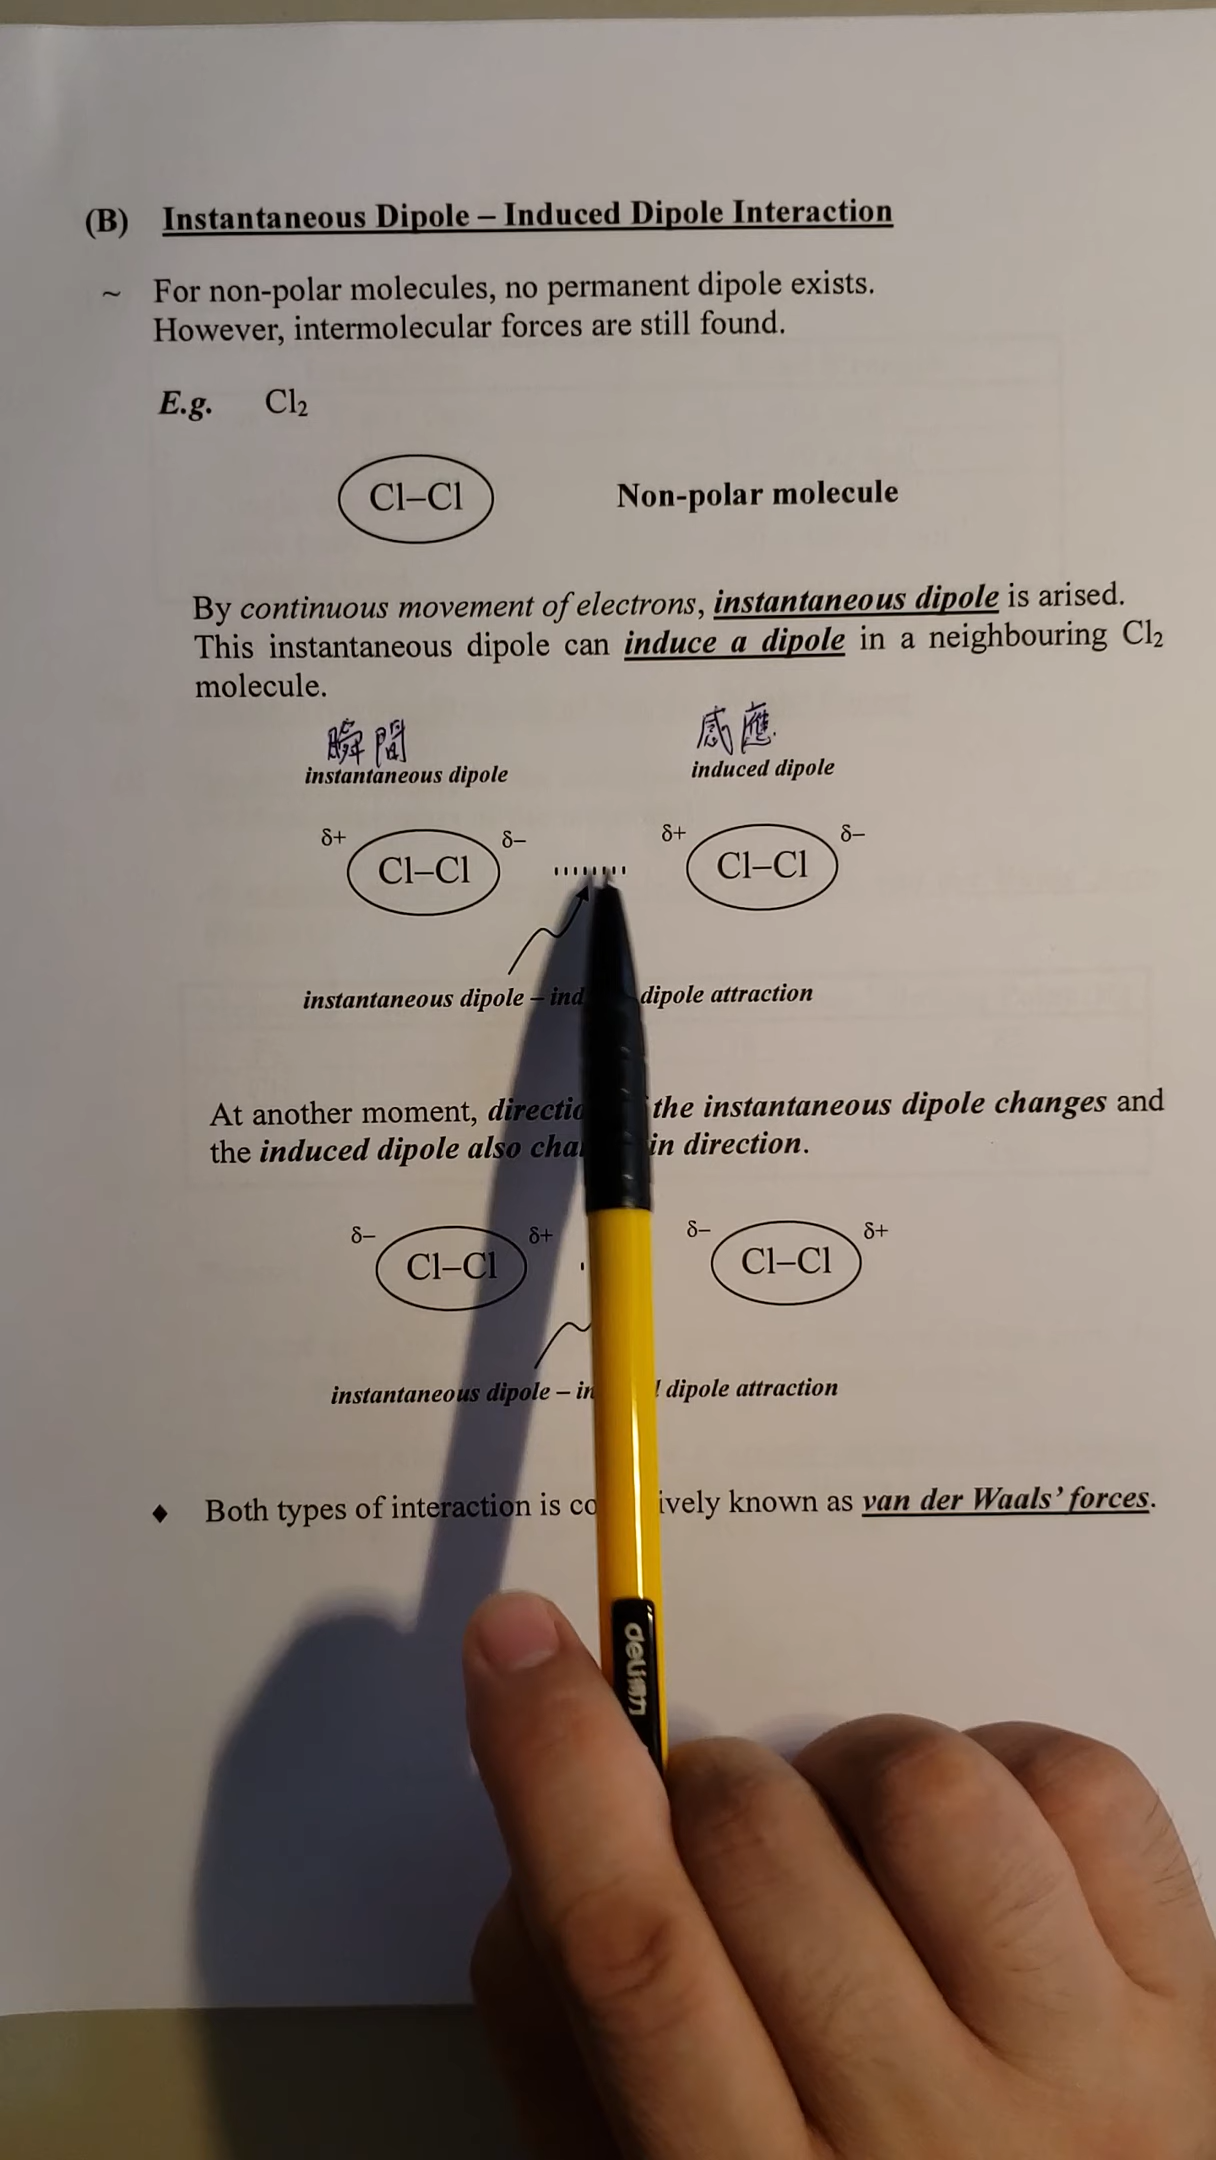 (B) Instantaneous Dipole – Induced Dipole Interaction
~ For non-polar molecules, no permanent dipole exists.
However, intermolecular forces are still found.
E.g. Cl₂
Cl–Cl Non-polar molecule
By continuous movement of electrons, instantaneous dipole is arised.
This instantaneous dipole can induce a dipole in a neighbouring Cl₂
molecule.
瞬間 感應
instantaneous dipole induced dipole
δ+ Cl–Cl δ– δ+ Cl–Cl δ–
instantaneous dipole – ind dipole attraction
At another moment, directio the instantaneous dipole changes and
the induced dipole also cha in direction.
δ– Cl–Cl δ+ δ– Cl–Cl δ+
instantaneous dipole – in dipole attraction
♦ Both types of interaction is co ively known as van der Waals' forces.
deli